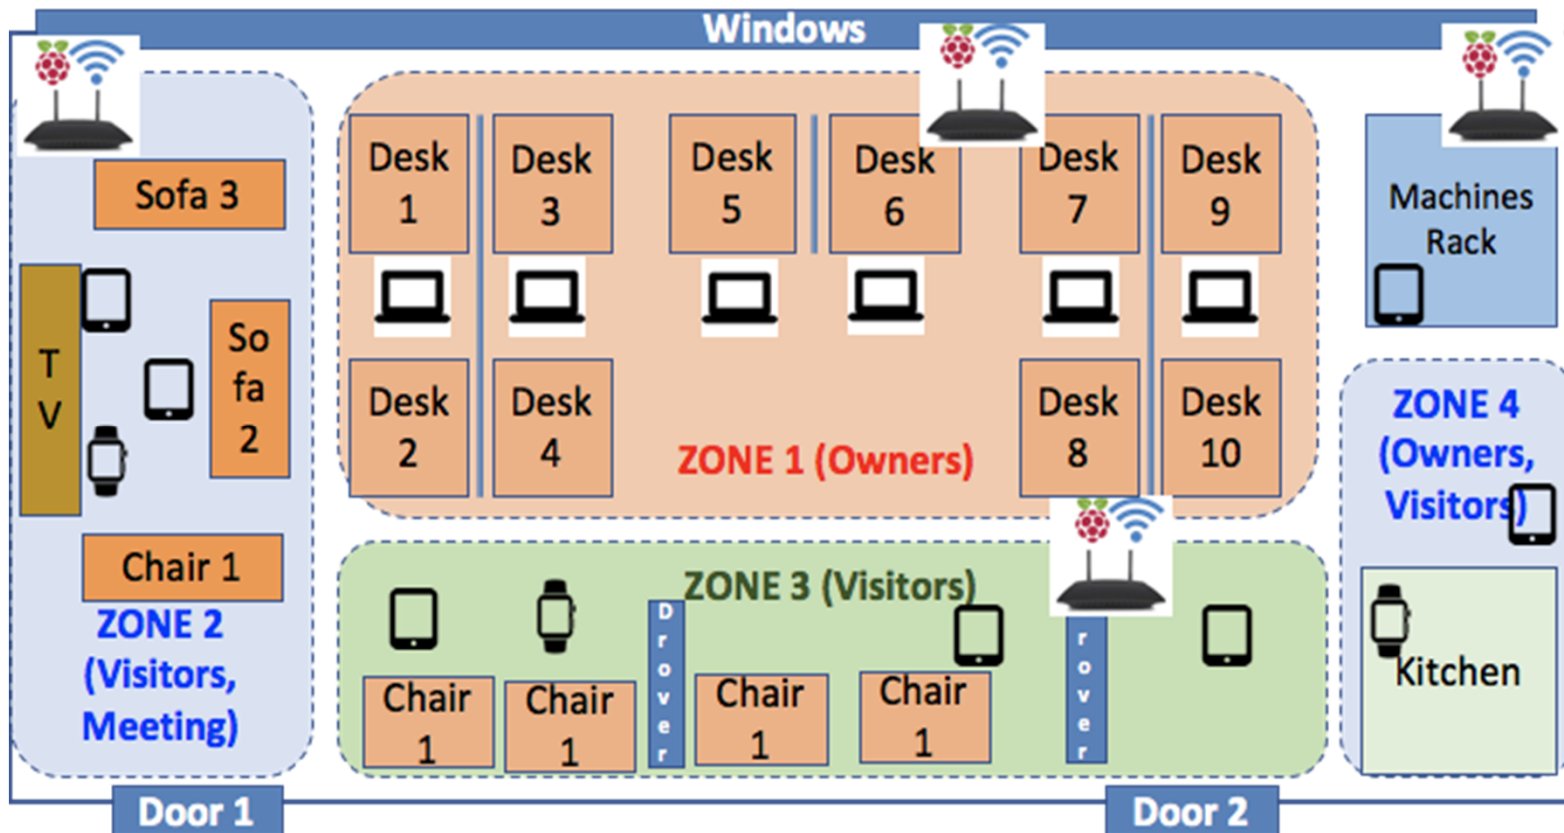 Windows
Sofa 3
T
V
So
fa
2
Chair 1
ZONE 2
(Visitors,
Meeting)
Desk
1
Desk
3
Desk
5
Desk
6
Desk
7
Desk
9
Desk
2
Desk
4
ZONE 1 (Owners)
Desk
8
Desk
10
Machines
Rack
ZONE 4
(Owners,
Visitors)
Kitchen
ZONE 3 (Visitors)
Chair
1
Chair
1
D
r
o
v
e
r
Chair
1
Chair
1
r
o
v
e
r
Door 1
Door 2